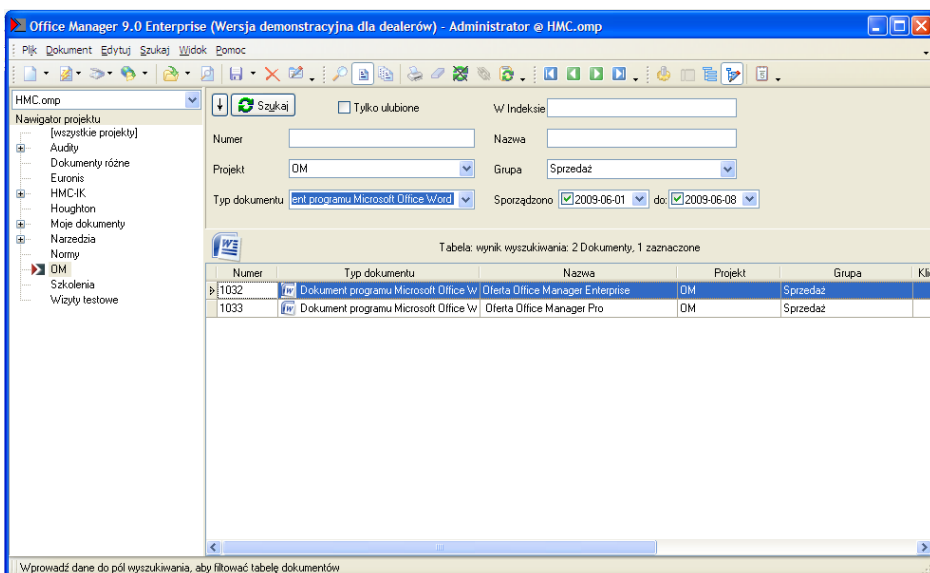 Office Manager 9.0 Enterprise (Wersja demonstracyjna dla dealerów) - Administrator @ HMC.omp
Plik Dokument Edytuj Szukaj Widok Pomoc
HMC.omp
Nawigator projektu
[wszystkie projekty]
Audity
Dokumenty różne
Euronis
HMC-IK
Houghton
Moje dokumenty
Narzedzia
Normy
OM
Szkolenia
Wizyty testowe
Szukaj Tylko ulubione W Indeksie
Numer Nazwa
Projekt OM Grupa Sporzedaż
Typ dokumentu ent programu Microsoft Office Word Sporządzono 2009-06-01 do: 2009-06-08
Tabela: wynik wyszukiwania: 2 Dokumenty, 1 zaznaczone
Numer Typ dokumentu Nazwa Projekt Grupa Kli
1032 Dokument programu Microsoft Office W Oferta Office Manager Enterprise OM Sporzedaż
1033 Dokument programu Microsoft Office W Oferta Office Manager Pro OM Sporzedaż
Wprowadź dane do pól wyszukiwania, aby filtować tabelę dokumentów